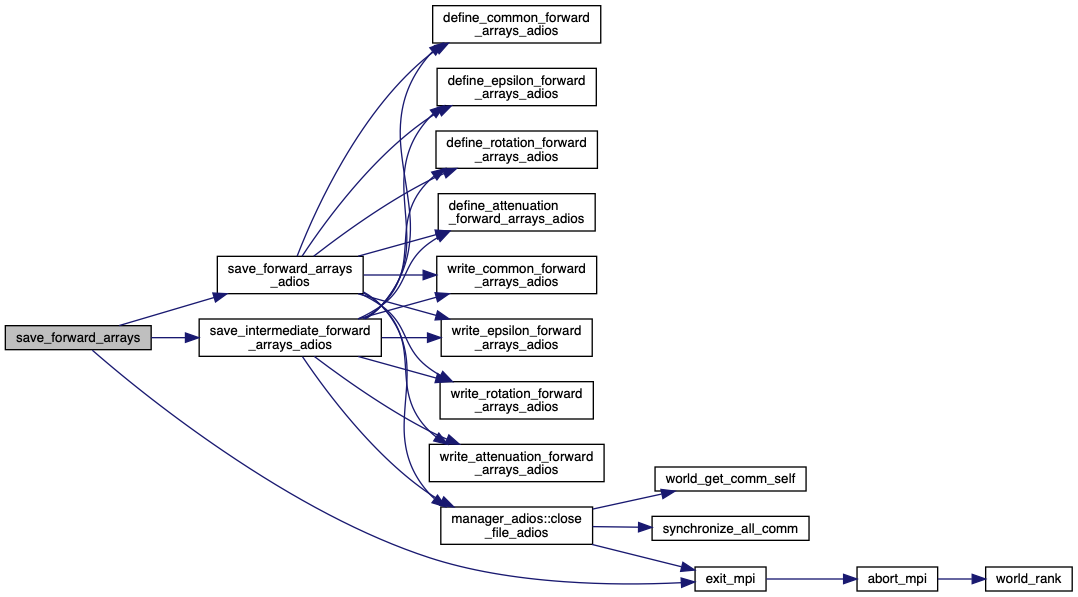 define_common_forward
_arrays_adios
define_epsilon_forward
_arrays_adios
define_rotation_forward
_arrays_adios
define_attenuation
_forward_arrays_adios
save_forward_arrays
_adios
write_common_forward
_arrays_adios
save_forward_arrays
save_intermediate_forward
_arrays_adios
write_epsilon_forward
_arrays_adios
write_rotation_forward
_arrays_adios
write_attenuation_forward
_arrays_adios
world_get_comm_self
manager_adios::close
_file_adios
synchronize_all_comm
exit_mpi
abort_mpi
world_rank